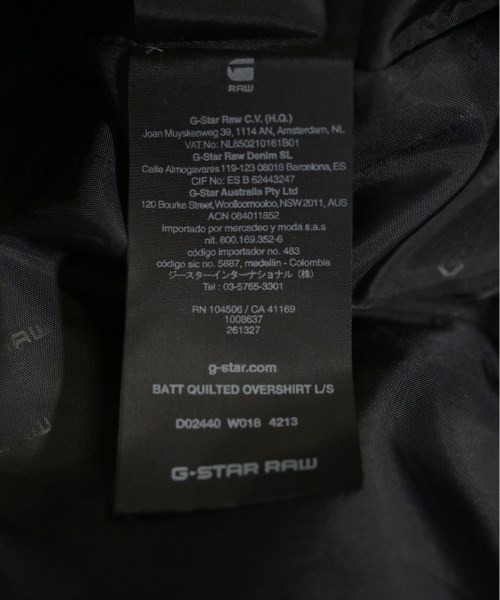 RAW
G-Star Raw C.V. (H.Q.)
Joan Muyskenweg 39, 1114 AN, Amsterdam, NL
VAT.No: NL850210161B01
G-Star Raw Denim SL
Calle Almogavares 119-123 08018 Barcelona, ES
CIF No: ES B 62443247
G-Star Australia Pty Ltd
120 Bourke Street, Woolloomooloo, NSW 2011, AUS
ACN 084011852
Importado por mercadeo y moda s.a.s
nit. 800.169.352-6
código importador no. 483
código sic no. 5687, medellin - Colombia
ジースターインターナショナル (株)
Tel : 03-5765-3301
RN 104506 / CA 41169
1008637
261327
g-star.com
BATT QUILTED OVERSHIRT L/S
D02440 W018 4213
G-STAR RAW
RAW
RAW